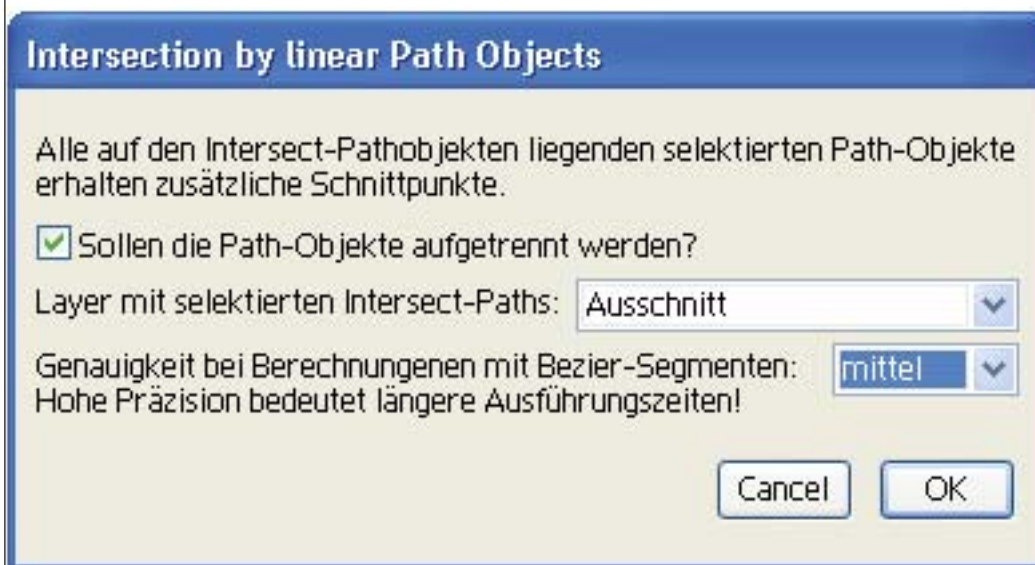 Intersection by linear Path Objects
Alle auf den Intersect-Pathobjekten liegenden selektierten Path-Objekte
erhalten zusätzliche Schnittpunkte.
Sollen die Path-Objekte aufgetrennt werden?
Layer mit selektierten Intersect-Paths: Ausschnitt
Genauigkeit bei Berechnungenen mit Bezier-Segmenten: mittel
Hohe Präzision bedeutet längere Ausführungszeiten!
Cancel OK